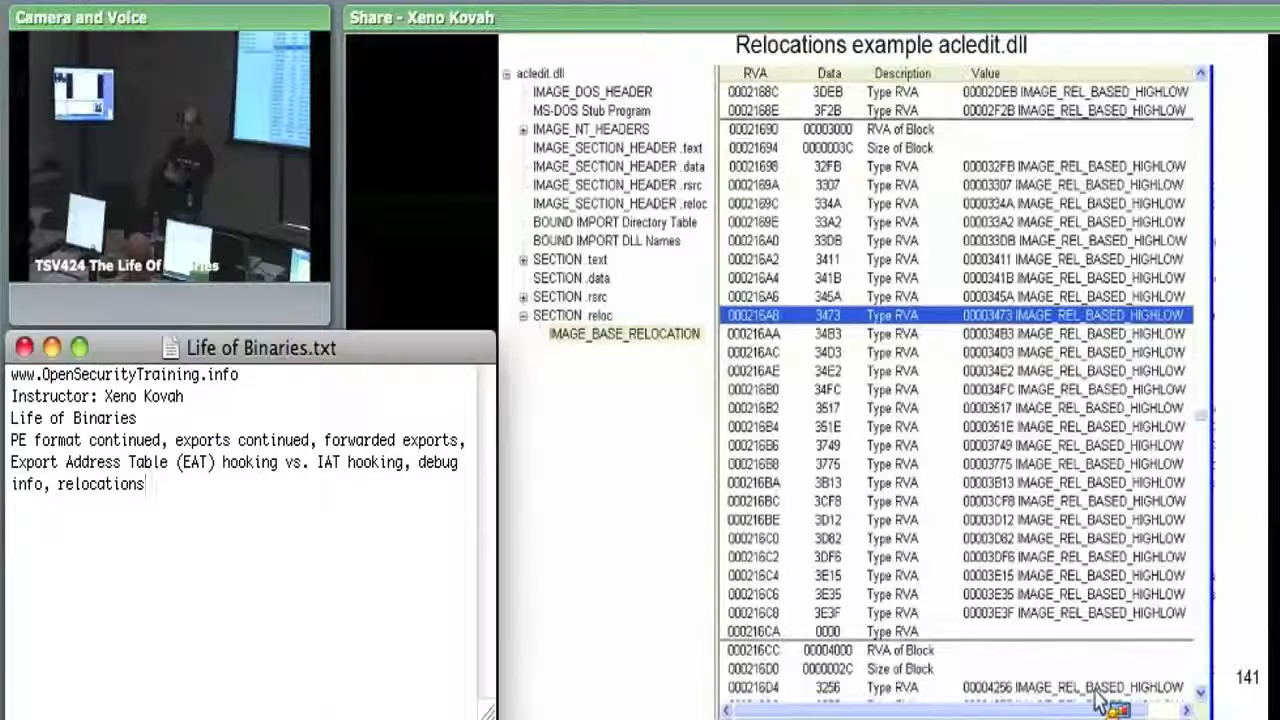 Camera and Voice
TSV424 The Life Of
Share - Xeno Kovah
Life of Binaries.txt
www.OpenSecurityTraining.info
Instructor: Xeno Kovah
Life of Binaries
PE format continued, exports continued, forwarded exports,
Export Address Table (EAT) hooking vs. IAT hooking, debug
info, relocations
Relocations example acledit.dll
acledit.dll
IMAGE_DOS_HEADER
MS-DOS Stub Program
IMAGE_NT_HEADERS
IMAGE_SECTION_HEADER .text
IMAGE_SECTION_HEADER .data
IMAGE_SECTION_HEADER .rsrc
IMAGE_SECTION_HEADER .reloc
BOUND IMPORT Directory Table
BOUND IMPORT DLL Names
SECTION .text
SECTION .data
SECTION .rsrc
SECTION .reloc
IMAGE_BASE_RELOCATION
RVA Data Description Value
0002168C 3DEB Type RVA 00002DEB IMAGE_REL_BASED_HIGHLOW
0002168E 3F2B Type RVA 00002F2B IMAGE_REL_BASED_HIGHLOW
00021690 00003000 RVA of Block
00021694 0000003C Size of Block
00021698 32FB Type RVA 000032FB IMAGE_REL_BASED_HIGHLOW
0002169A 3307 Type RVA 00003307 IMAGE_REL_BASED_HIGHLOW
0002169C 334A Type RVA 0000334A IMAGE_REL_BASED_HIGHLOW
0002169E 33A2 Type RVA 000033A2 IMAGE_REL_BASED_HIGHLOW
000216A0 33DB Type RVA 000033DB IMAGE_REL_BASED_HIGHLOW
000216A2 3411 Type RVA 00003411 IMAGE_REL_BASED_HIGHLOW
000216A4 341B Type RVA 0000341B IMAGE_REL_BASED_HIGHLOW
000216A6 345A Type RVA 0000345A IMAGE_REL_BASED_HIGHLOW
000216A8 3473 Type RVA 00003473 IMAGE_REL_BASED_HIGHLOW
000216AA 34B3 Type RVA 000034B3 IMAGE_REL_BASED_HIGHLOW
000216AC 34D3 Type RVA 000034D3 IMAGE_REL_BASED_HIGHLOW
000216AE 34E2 Type RVA 000034E2 IMAGE_REL_BASED_HIGHLOW
000216B0 34FC Type RVA 000034FC IMAGE_REL_BASED_HIGHLOW
000216B2 3517 Type RVA 00003517 IMAGE_REL_BASED_HIGHLOW
000216B4 351E Type RVA 0000351E IMAGE_REL_BASED_HIGHLOW
000216B6 3749 Type RVA 00003749 IMAGE_REL_BASED_HIGHLOW
000216B8 3775 Type RVA 00003775 IMAGE_REL_BASED_HIGHLOW
000216BA 3B13 Type RVA 00003B13 IMAGE_REL_BASED_HIGHLOW
000216BC 3CF8 Type RVA 00003CF8 IMAGE_REL_BASED_HIGHLOW
000216BE 3D12 Type RVA 00003D12 IMAGE_REL_BASED_HIGHLOW
000216C0 3D82 Type RVA 00003D82 IMAGE_REL_BASED_HIGHLOW
000216C2 3DF6 Type RVA 00003DF6 IMAGE_REL_BASED_HIGHLOW
000216C4 3E15 Type RVA 00003E15 IMAGE_REL_BASED_HIGHLOW
000216C6 3E35 Type RVA 00003E35 IMAGE_REL_BASED_HIGHLOW
000216C8 3E3F Type RVA 00003E3F IMAGE_REL_BASED_HIGHLOW
000216CA 0000 Type RVA
000216CC 00004000 RVA of Block
000216D0 0000002C Size of Block
000216D4 3256 Type RVA 00004256 IMAGE_REL_BASED_HIGHLOW
141